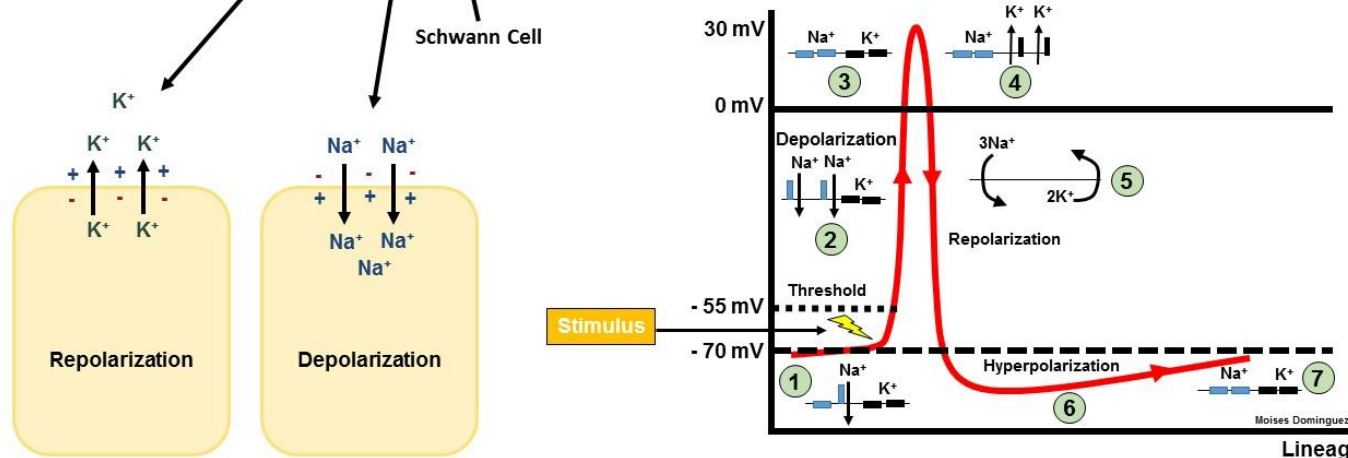 Schwann Cell
K⁺
K⁺ K⁺
+ + +
- - -
K⁺ K⁺
Repolarization
Na⁺ Na⁺
- - -
+ + +
Na⁺ Na⁺
Na⁺
Depolarization
Stimulus
30 mV
0 mV
- 55 mV
- 70 mV
Na⁺ K⁺
3
K⁺ K⁺
Na⁺
4
Depolarization
Na⁺ Na⁺
K⁺
2
3Na⁺
2K⁺
5
Repolarization
Threshold
1
Na⁺
K⁺
Hyperpolarization
6
Na⁺ K⁺
7
Moises Dominguez
Lineag